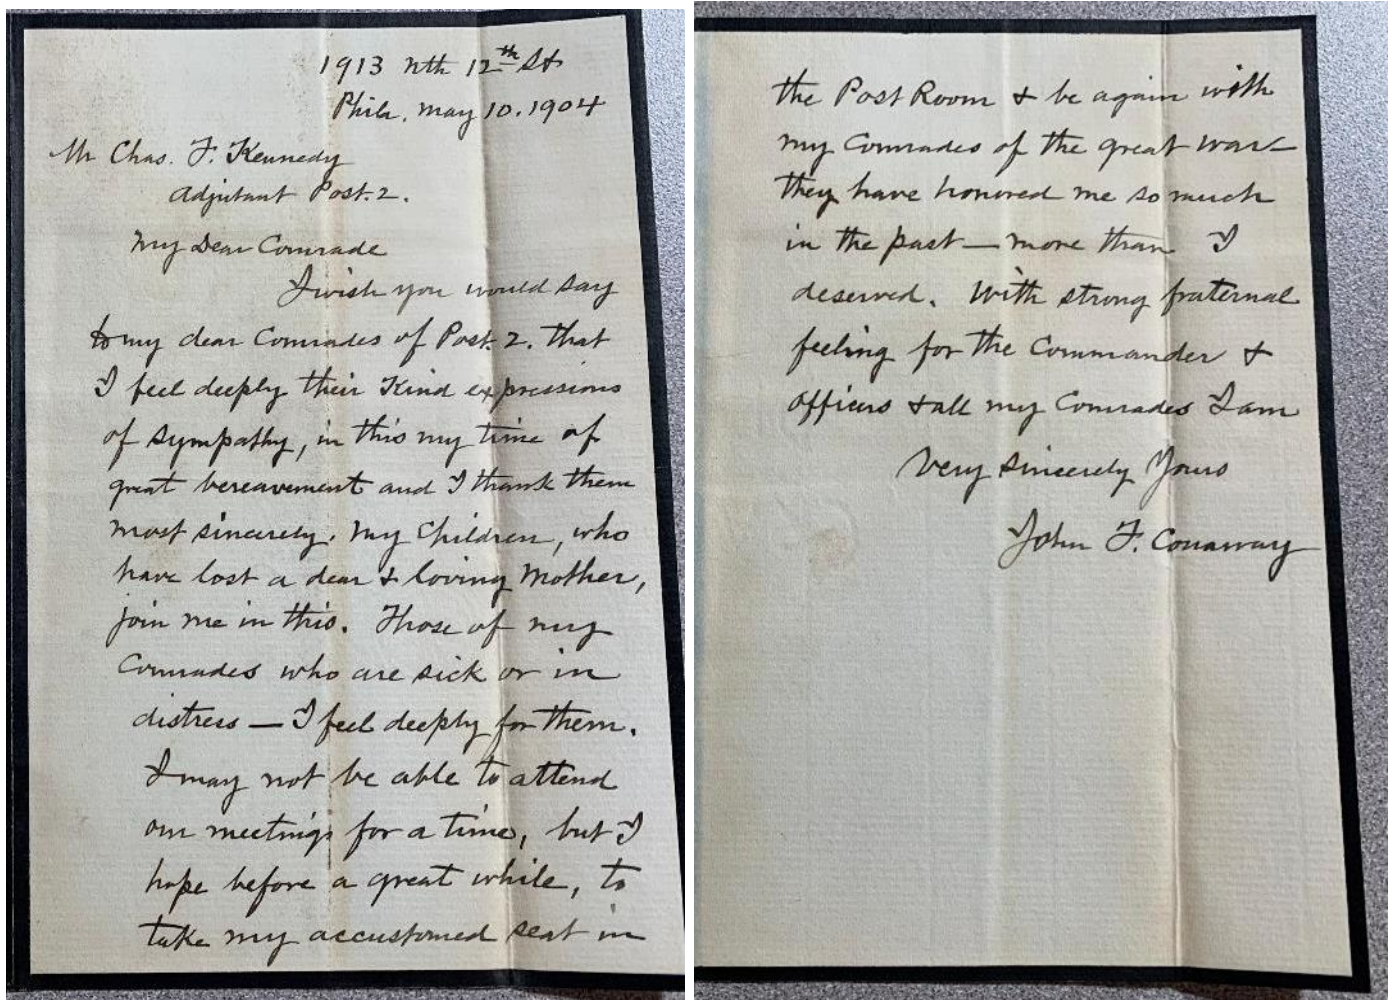 1913 Nth 12th St
Phila. May 10. 1904
Mr Chas. F. Kennedy
Adjutant Post. 2.
My Dear Comrade
I wish you would say
to my dear Comrades of Post. 2. that
I feel deeply their Kind expressions
of sympathy, in this my time of
great bereavement and I thank them
most sincerely. My Children, who
have lost a dear & loving Mother,
join me in this. Those of my
Comrades who are sick or in
distress — I feel deeply for them.
I may not be able to attend
our meetings for a time, but I
hope before a great while, to
take my accustomed seat in
the Post Room & be again with
my Comrades of the great war —
they have honored me so much
in the past — more than I
deserved. With strong fraternal
feeling for the Commander &
officers & all my Comrades I am
Very Sincerely Yours
John F. Conaway